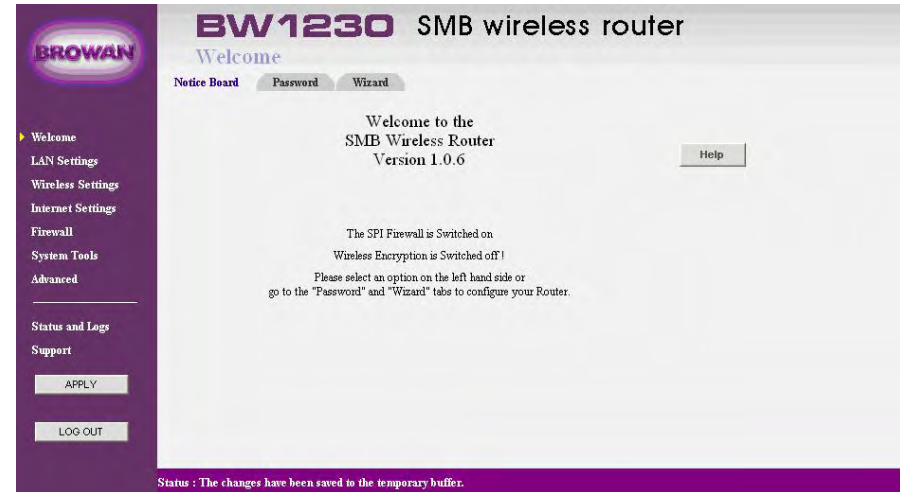 BROWAN
BW1230 SMB wireless router
Welcome
Notice Board Password Wizard
Welcome
LAN Settings
Wireless Settings
Internet Settings
Firewall
System Tools
Advanced
Status and Logs
Support
APPLY
LOG OUT
Welcome to the
SMB Wireless Router
Version 1.0.6
Help
The SPI Firewall is Switched on
Wireless Encryption is Switched off !
Please select an option on the left hand side or
go to the "Password" and "Wizard" tabs to configure your Router.
Status : The changes have been saved to the temporary buffer.